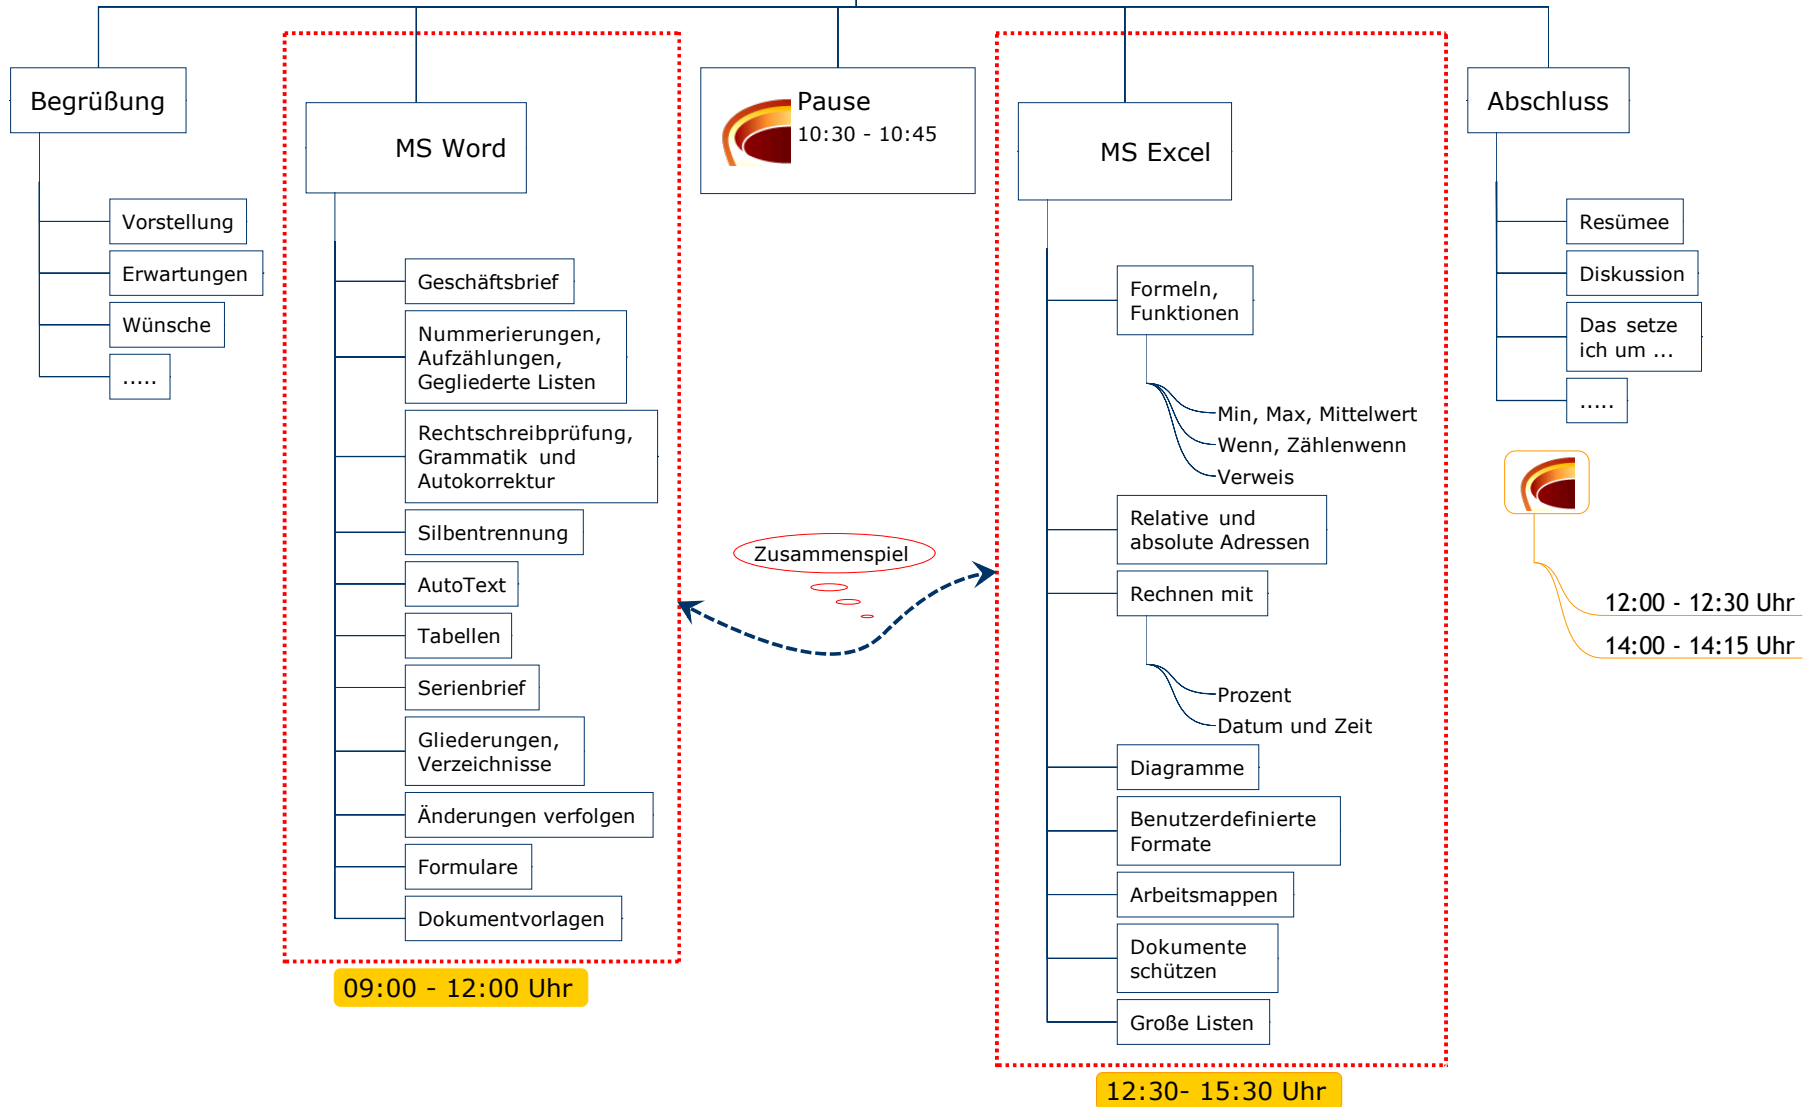 Begrüßung
Vorstellung
Erwartungen
Wünsche
.....
MS Word
Geschäftsbrief
Nummerierungen,
Aufzählungen,
Gegliederte Listen
Rechtschreibprüfung,
Grammatik und
Autokorrektur
Silbentrennung
AutoText
Tabellen
Serienbrief
Gliederungen,
Verzeichnisse
Änderungen verfolgen
Formulare
Dokumentvorlagen
09:00 - 12:00 Uhr
Pause
10:30 - 10:45
Zusammenspiel
MS Excel
Formeln,
Funktionen
Min, Max, Mittelwert
Wenn, Zählenwenn
Verweis
Relative und
absolute Adressen
Rechnen mit
Prozent
Datum und Zeit
Diagramme
Benutzerdefinierte
Formate
Arbeitsmappen
Dokumente
schützen
Große Listen
12:30- 15:30 Uhr
Abschluss
Resümee
Diskussion
Das setze
ich um ...
.....
12:00 - 12:30 Uhr
14:00 - 14:15 Uhr